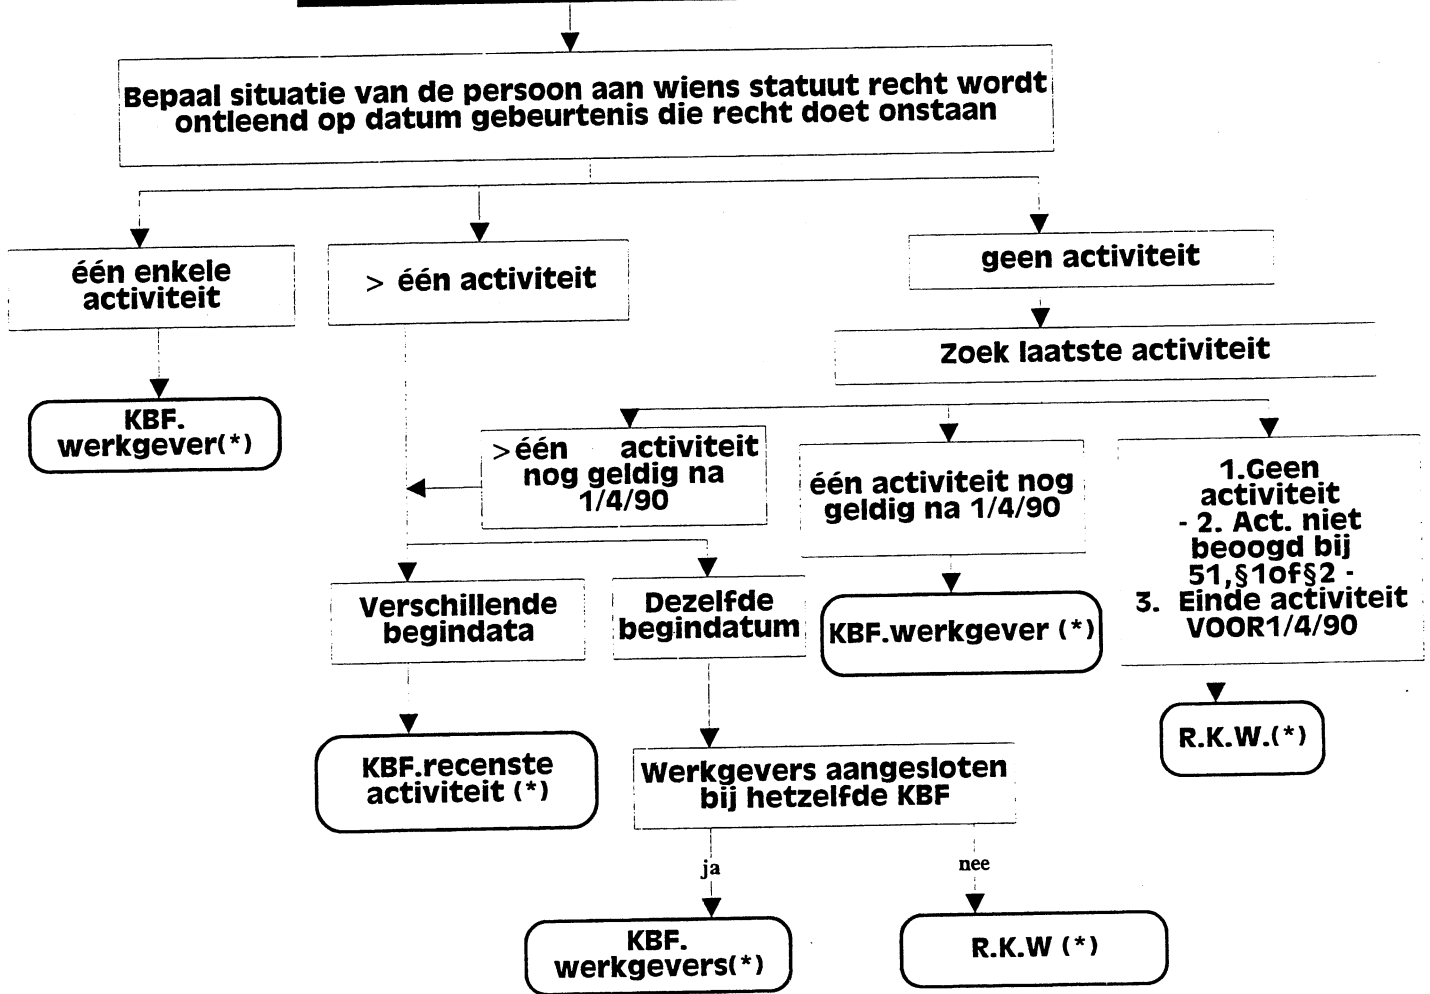 Bepaal situatie van de persoon aan wiens statuut recht wordt
ontleend op datum gebeurtenis die recht doet onstaan
één enkele
activiteit
> één activiteit
geen activiteit
Zoek laatste activiteit
KBF.
werkgever(*)
>één activiteit
nog geldig na
1/4/90
één activiteit nog
geldig na 1/4/90
1.Geen
activiteit
- 2. Act. niet
beoogd bij
51,§1of§2 -
3. Einde activiteit
VOOR1/4/90
Verschillende
begindata
Dezelfde
begindatum
KBF.werkgever (*)
R.K.W.(*)
KBF.recenste
activiteit (*)
Werkgevers aangesloten
bij hetzelfde KBF
ja
nee
KBF.
werkgevers(*)
R.K.W (*)